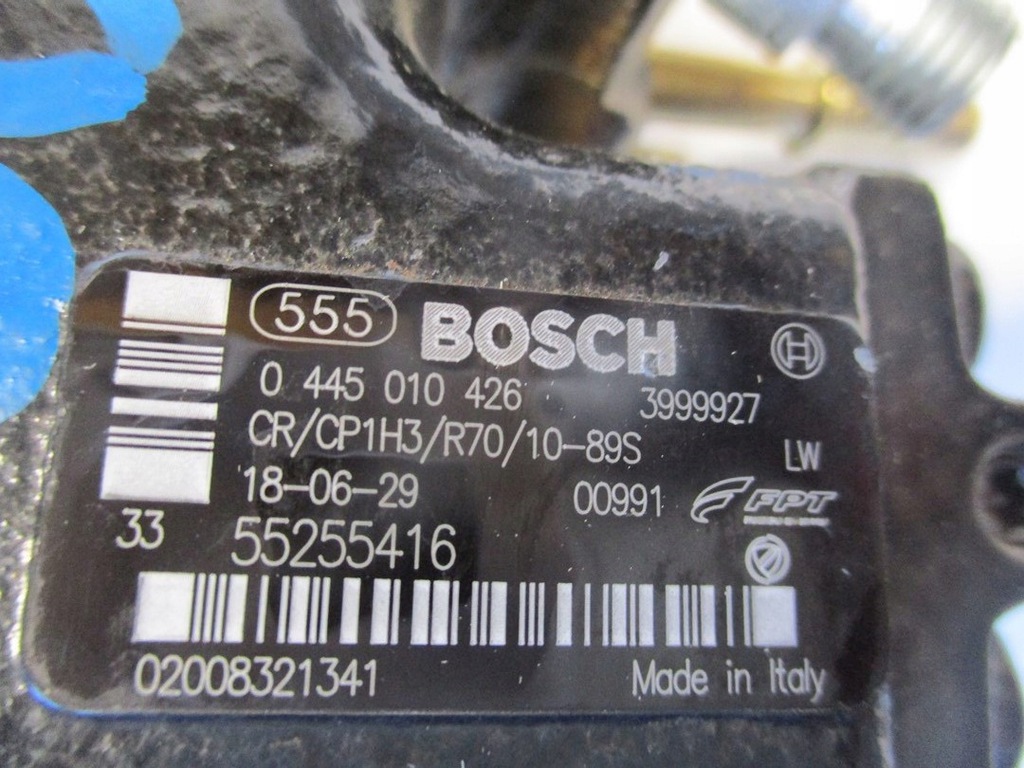 555 BOSCH
0 445 010 426 3999927
CR/CP1H3/R70/10-89S LW
18-06-29 00991 FPT
33 55255416
02008321341 Made in Italy